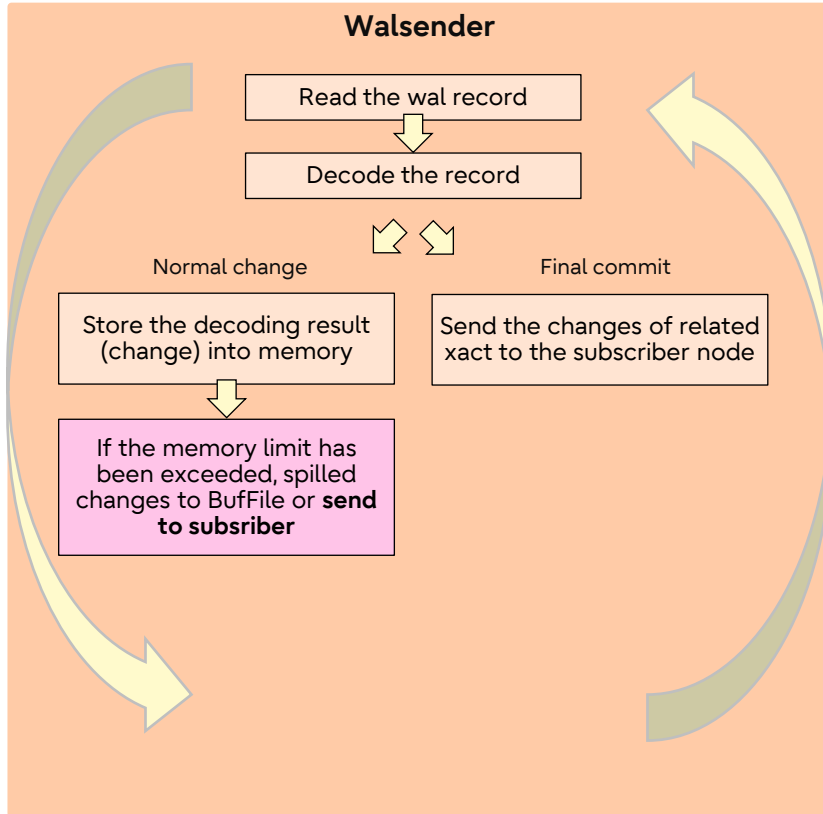 Walsender
Read the wal record
Decode the record
Normal change
Final commit
Store the decoding result
(change) into memory
Send the changes of related
xact to the subscriber node
If the memory limit has
been exceeded, spilled
changes to BufFile or send
to subsriber